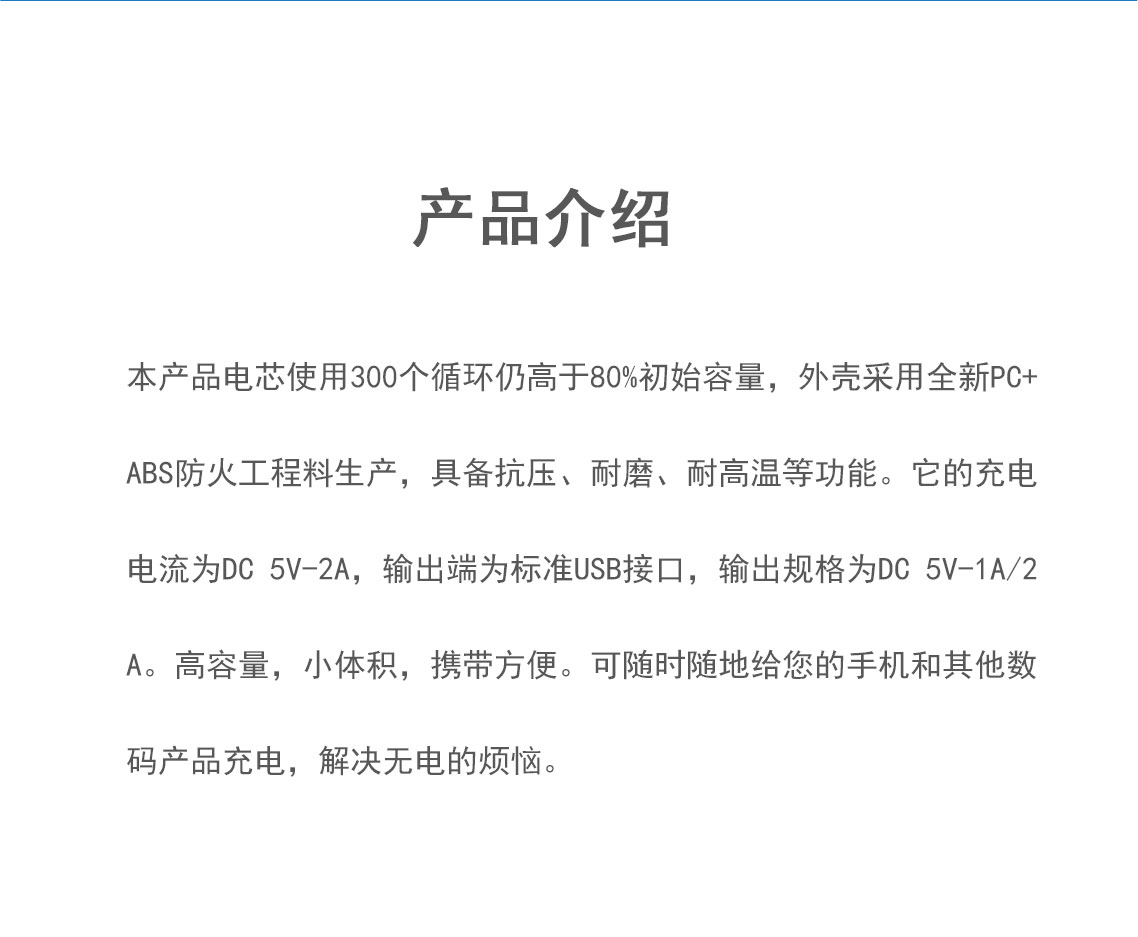 产品介绍
本产品电芯使用300个循环仍高于80%初始容量，外壳采用全新PC+
ABS防火工程料生产，具备抗压、耐磨、耐高温等功能。它的充电
电流为DC 5V-2A，输出端为标准USB接口，输出规格为DC 5V-1A/2
A。高容量，小体积，携带方便。可随时随地给您的手机和其他数
码产品充电，解决无电的烦恼。